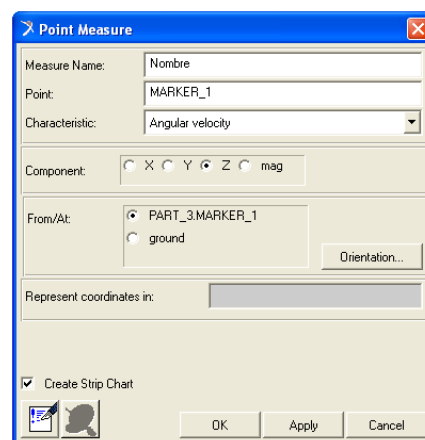 Point Measure
Measure Name: Nombre
Point: MARKER_1
Characteristic: Angular velocity
Component: X Y Z mag
From/At: PART_3.MARKER_1
ground
Orientation...
Represent coordinates in:
Create Strip Chart
OK Apply Cancel